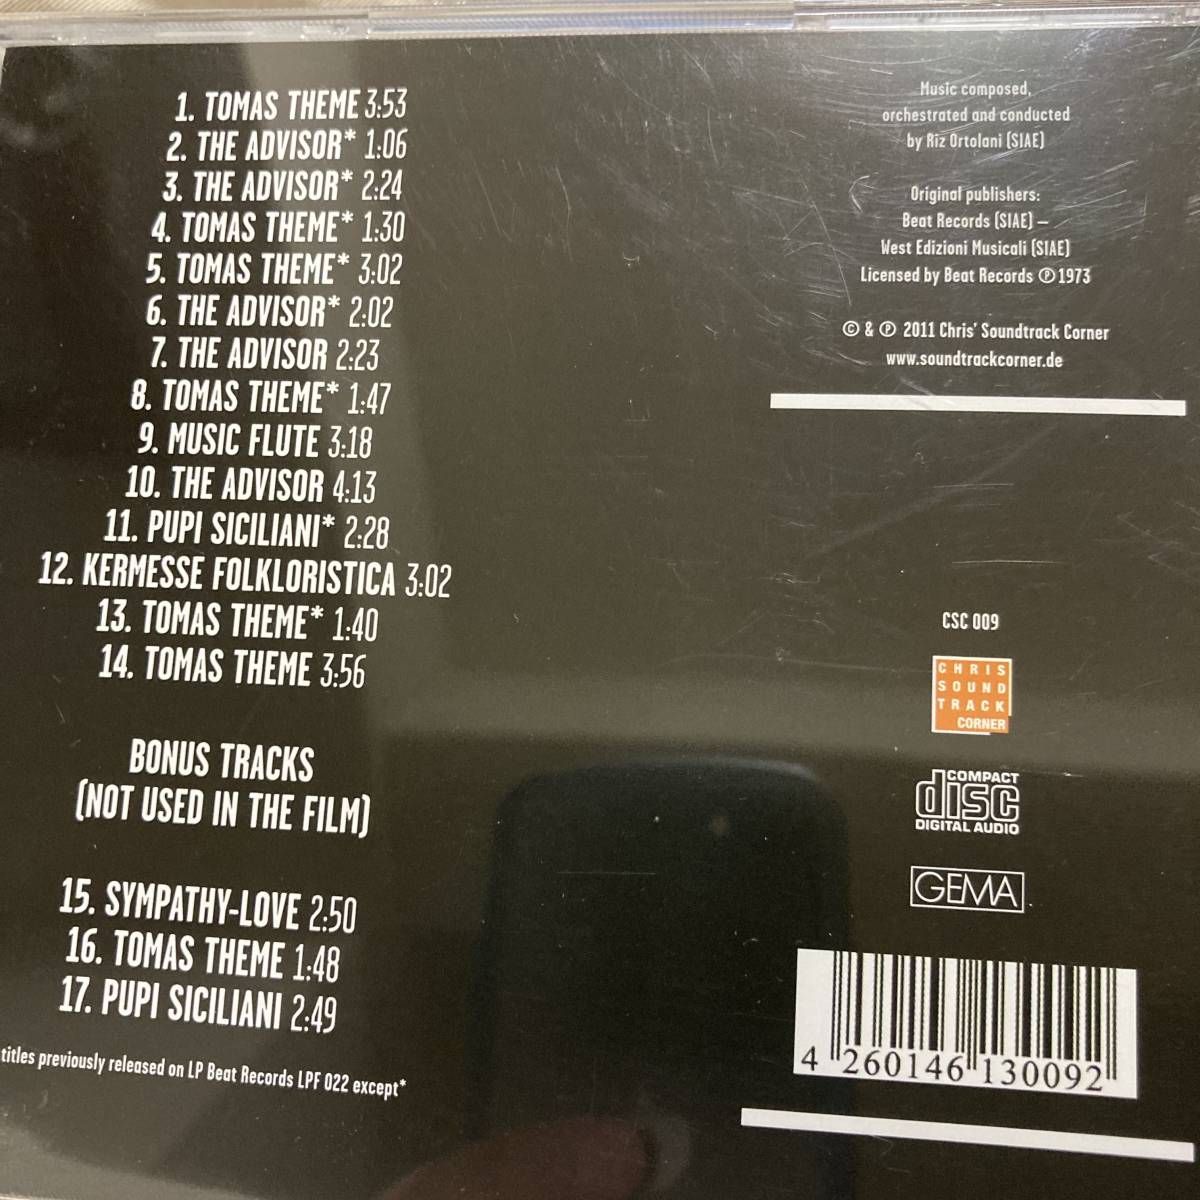 1. TOMAS THEME 3:53
2. THE ADVISOR* 1:06
3. THE ADVISOR* 2:24
4. TOMAS THEME* 1:30
5. TOMAS THEME* 3:02
6. THE ADVISOR* 2:02
7. THE ADVISOR 2:23
8. TOMAS THEME* 1:47
9. MUSIC FLUTE 3:18
10. THE ADVISOR 4:13
11. PUPI SICILIANI* 2:28
12. KERMESSE FOLKLORISTICA 3:02
13. TOMAS THEME* 1:40
14. TOMAS THEME 3:56
BONUS TRACKS
(NOT USED IN THE FILM)
15. SYMPATHY-LOVE 2:50
16. TOMAS THEME 1:48
17. PUPI SICILIANI 2:49
titles previously released on LP Beat Records LPF 022 except*
Music composed,
orchestrated and conducted
by Riz Ortolani (SIAE)
Original publishers:
Beat Records (SIAE) –
West Edizioni Musicali (SIAE)
Licensed by Beat Records ℗ 1973
© & ℗ 2011 Chris' Soundtrack Corner
www.soundtrackcorner.de
CSC 009
CHRIS
SOUND
TRACK
CORNER
COMPACT
disc
DIGITAL AUDIO
GEMA
4 260146 130092